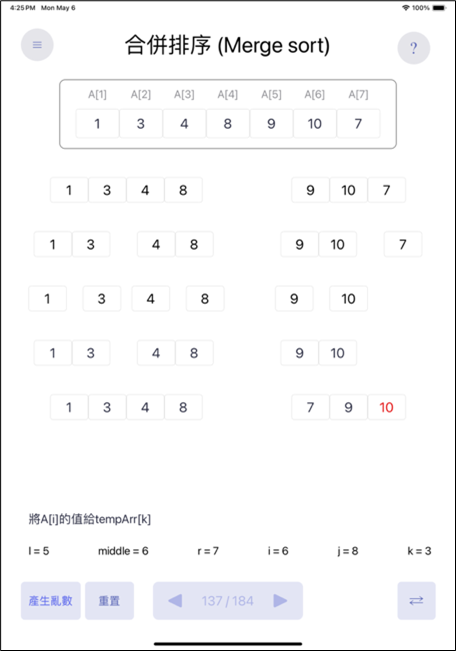 4:25PM Mon May 6 100%
合併排序 (Merge sort)
?
A[1] A[2] A[3] A[4] A[5] A[6] A[7]
1 3 4 8 9 10 7
1 3 4 8 9 10 7
1 3 4 8 9 10 7
1 3 4 8 9 10
1 3 4 8 9 10
1 3 4 8 7 9 10
將A[i]的值給tempArr[k]
l = 5 middle = 6 r = 7 i = 6 j = 8 k = 3
產生亂數 重置 137 / 184